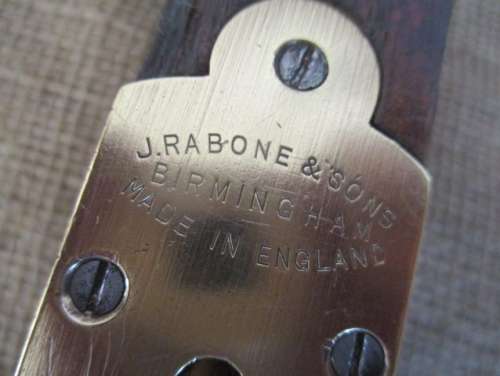 J. RABONE & SONS
BIRMINGHAM
MADE IN ENGLAND